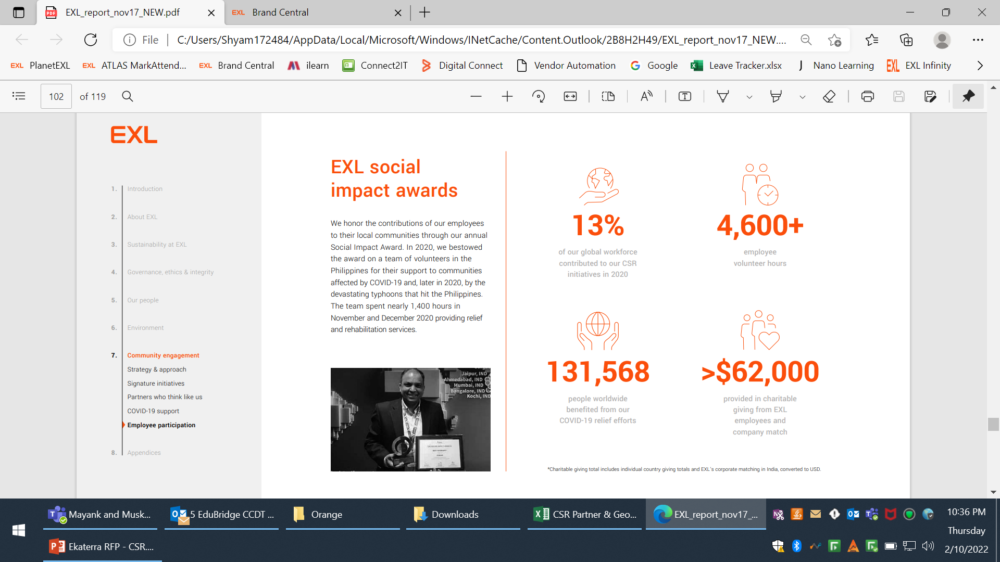 EXL_report_nov17_NEW.pdf
EXL Brand Central
File
C:/Users/Shyam172484/AppData/Local/Microsoft/Windows/INetCache/Content.Outlook/2B8H2H49/EXL_report_nov17_NEW....
EXL PlanetEXL
EXL ATLAS MarkAttend...
EXL Brand Central
ilearn
Connect2IT
Digital Connect
Vendor Automation
Google
Leave Tracker.xlsx
Nano Learning
EXL EXL Infinity
102 of 119
EXL
1. Introduction
2. About EXL
3. Sustainability at EXL
4. Governance, ethics & integrity
5. Our people
6. Environment
7. Community engagement
Strategy & approach
Signature initiatives
Partners who think like us
COVID-19 support
Employee participation
8. Appendices
EXL social
impact awards
We honor the contributions of our employees
to their local communities through our annual
Social Impact Award. In 2020, we bestowed
the award on a team of volunteers in the
Philippines for their support to communities
affected by COVID-19 and, later in 2020, by the
devastating typhoons that hit the Philippines.
The team spent nearly 1,400 hours in
November and December 2020 providing relief
and rehabilitation services.
Jaipur, IND
Ahmedabad, IND
Mumbai, IND
Bangalore, IND
Kochi, IND
13%
of our global workforce
contributed to our CSR
initiatives in 2020
4,600+
employee
volunteer hours
131,568
people worldwide
benefited from our
COVID-19 relief efforts
>$62,000
provided in charitable
giving from EXL
employees and
company match
*Charitable giving total includes individual country giving totals and EXL's corporate matching in India, converted to USD.
Mayank and Musk...
5 EduBridge CCDT ...
Orange
Downloads
CSR Partner & Geo...
EXL_report_nov17_...
Ekaterra RFP - CSR....
10:36 PM
Thursday
2/10/2022